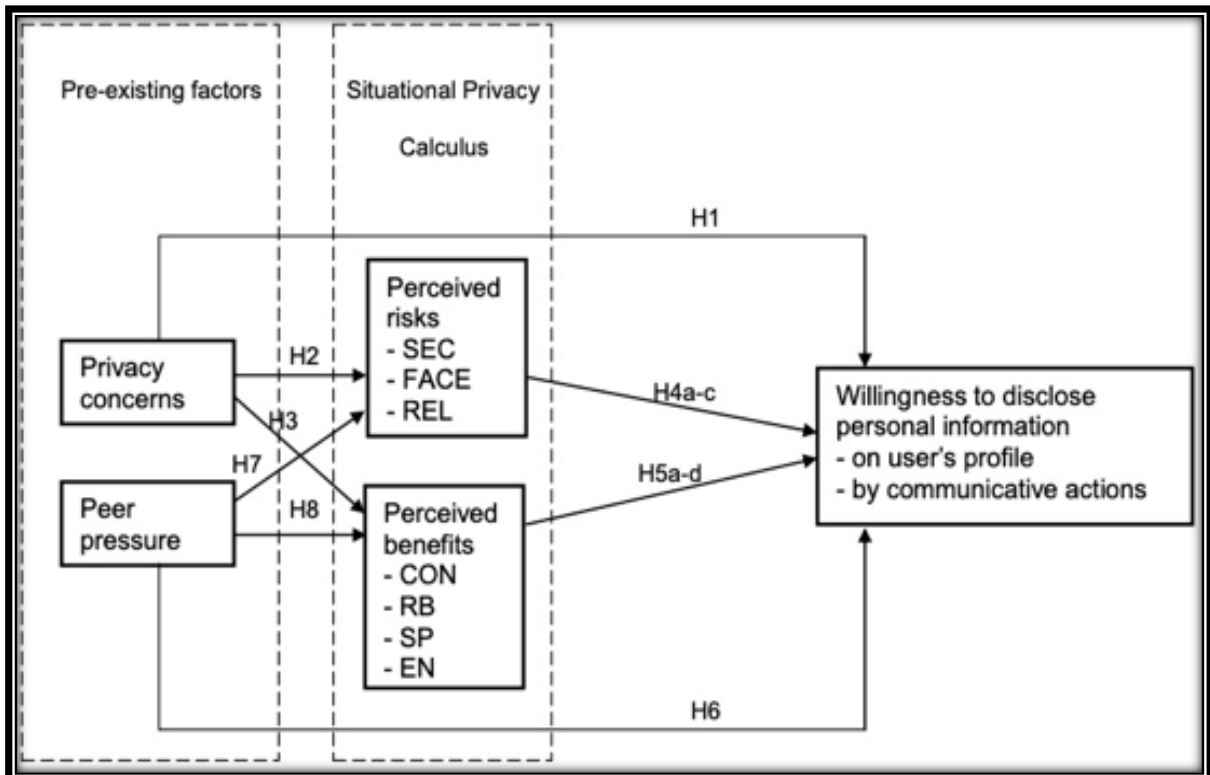 Pre-existing factors
Situational Privacy
Calculus
H1
Perceived
risks
- SEC
- FACE
- REL
Privacy
concerns
H2
H3
H4a-c
Willingness to disclose
personal information
- on user's profile
- by communicative actions
H7
H5a-d
Peer
pressure
H8
Perceived
benefits
- CON
- RB
- SP
- EN
H6